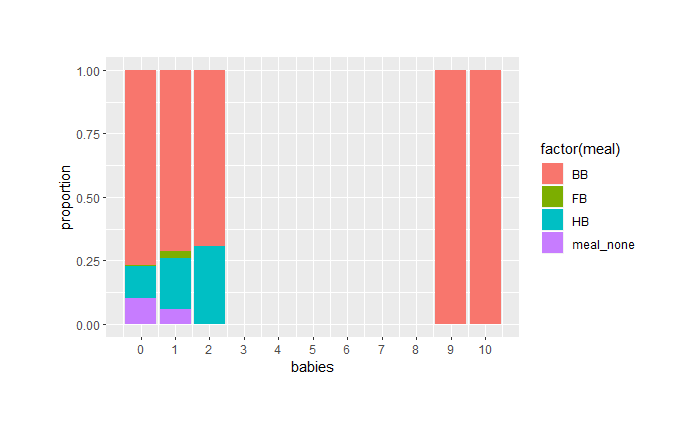 1.00
0.75
0.50
0.25
0.00
proportion
0 1 2 3 4 5 6 7 8 9 10
babies
factor(meal)
BB
FB
HB
meal_none